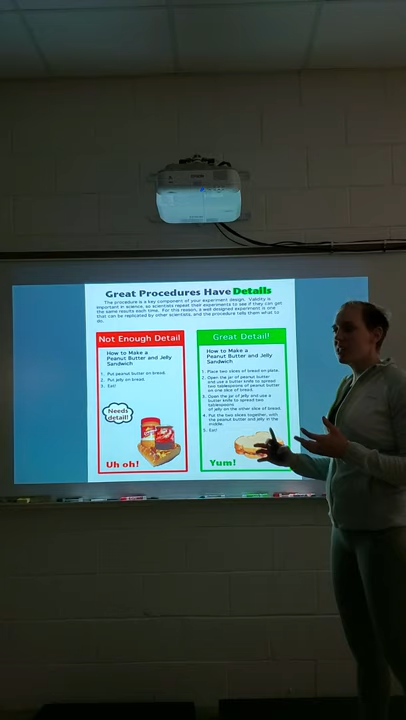 EPSON
Great Procedures Have Details
The procedure is a key component of your experiment design. Validity is
important in science, so scientists repeat their experiments to see if they can get
the same results each time. For this reason, a well designed experiment is one
that can be replicated by other scientists, and the procedure tells them what to
do.
Not Enough Detail
How to Make a
Peanut Butter and Jelly
Sandwich
1. Put peanut butter on bread.
2. Put jelly on bread.
3. Eat!
Needs
detail!
Uh oh!
Great Detail!
How to Make a
Peanut Butter and Jelly
Sandwich
1. Place two slices of bread on plate.
2. Open the jar of peanut butter
and use a butter knife to spread
two tablespoons of peanut butter
on one slice of bread.
3. Open the jar of jelly and use a
butter knife to spread two
tablespoons
of jelly on the other slice of bread.
4. Put the two slices together, with
the peanut butter and jelly in the
middle.
5. Eat!
Yum!